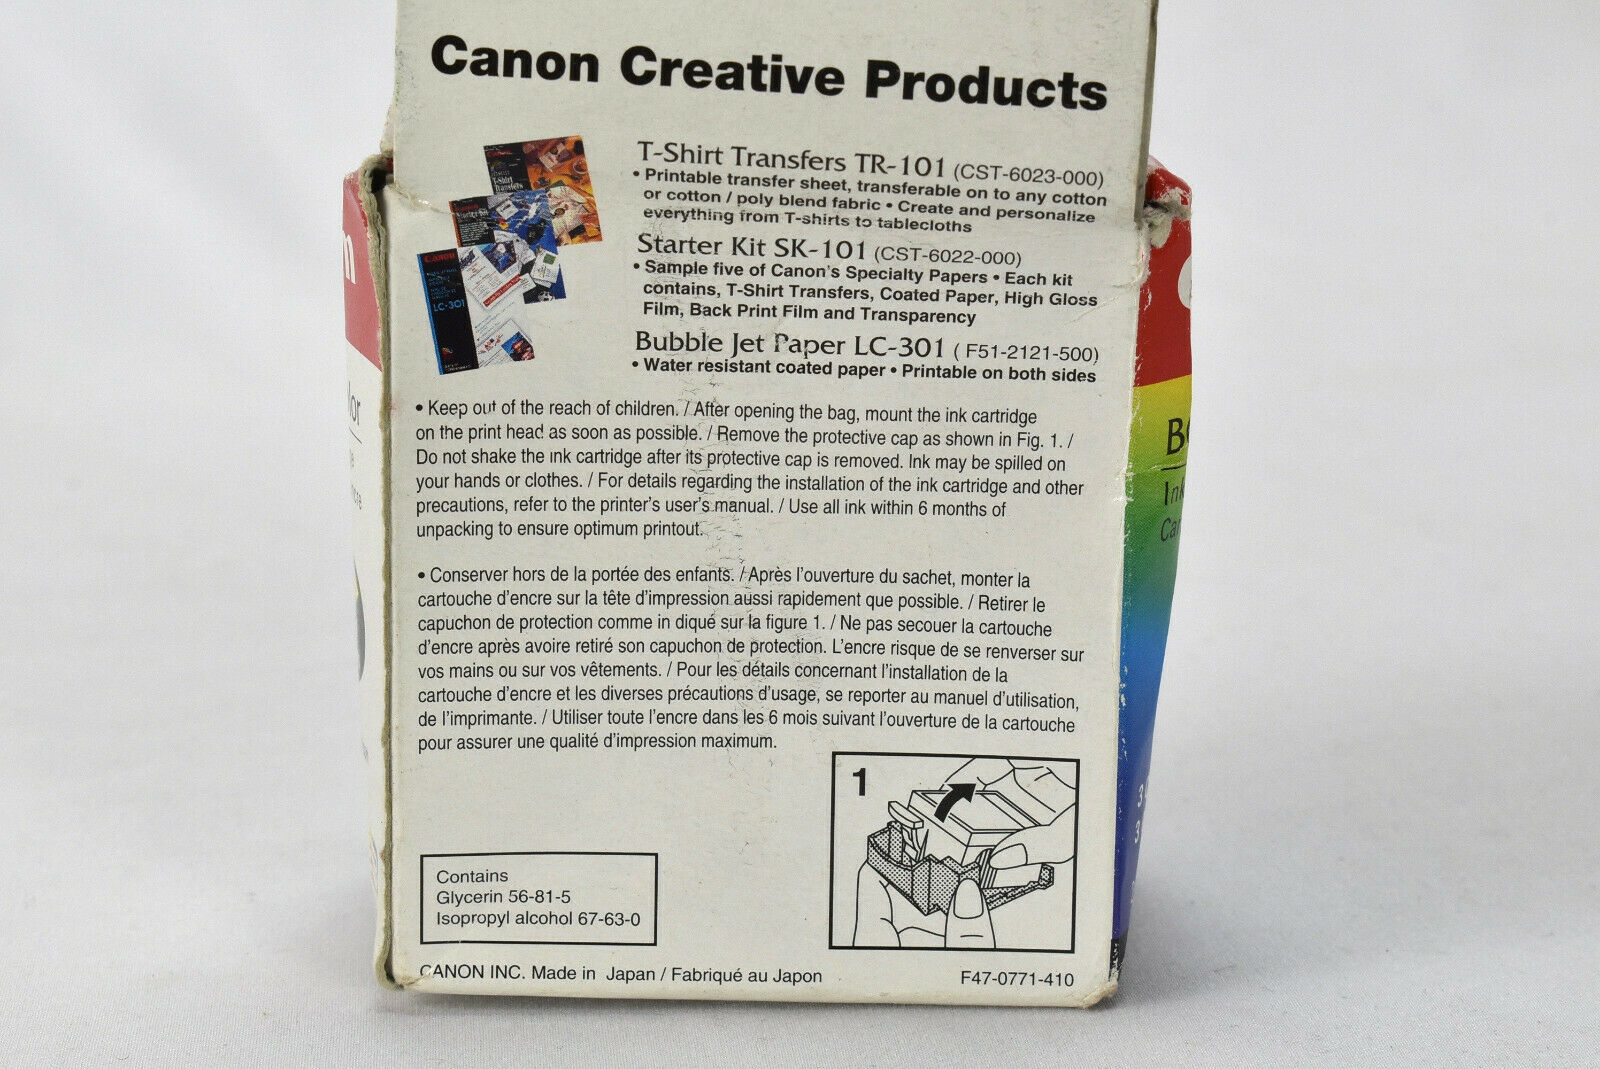 Canon Creative Products
T-Shirt Transfers TR-101 (CST-6023-000)
• Printable transfer sheet, transferable on to any cotton
or cotton / poly blend fabric • Create and personalize
everything from T-shirts to tablecloths
Starter Kit SK-101 (CST-6022-000)
• Sample five of Canon's Specialty Papers • Each kit
contains, T-Shirt Transfers, Coated Paper, High Gloss
Film, Back Print Film and Transparency
Bubble Jet Paper LC-301 ( F51-2121-500)
• Water resistant coated paper • Printable on both sides
T-Shirt
Transfers
Starter Kit
Canon
LC-301
• Keep out of the reach of children. / After opening the bag, mount the ink cartridge
on the print head as soon as possible. / Remove the protective cap as shown in Fig. 1. /
Do not shake the ink cartridge after its protective cap is removed. Ink may be spilled on
your hands or clothes. / For details regarding the installation of the ink cartridge and other
precautions, refer to the printer's user's manual. / Use all ink within 6 months of
unpacking to ensure optimum printout.
• Conserver hors de la portée des enfants. / Après l'ouverture du sachet, monter la
cartouche d'encre sur la tête d'impression aussi rapidement que possible. / Retirer le
capuchon de protection comme in diqué sur la figure 1. / Ne pas secouer la cartouche
d'encre après avoire retiré son capuchon de protection. L'encre risque de se renverser sur
vos mains ou sur vos vêtements. / Pour les détails concernant l'installation de la
cartouche d'encre et les diverses précautions d'usage, se reporter au manuel d'utilisation,
de l'imprimante. / Utiliser toute l'encre dans les 6 mois suivant l'ouverture de la cartouche
pour assurer une qualité d'impression maximum.
1
Contains
Glycerin 56-81-5
Isopropyl alcohol 67-63-0
CANON INC. Made in Japan / Fabriqué au Japon
F47-0771-410
lor
B
Ink
Ca
3
3